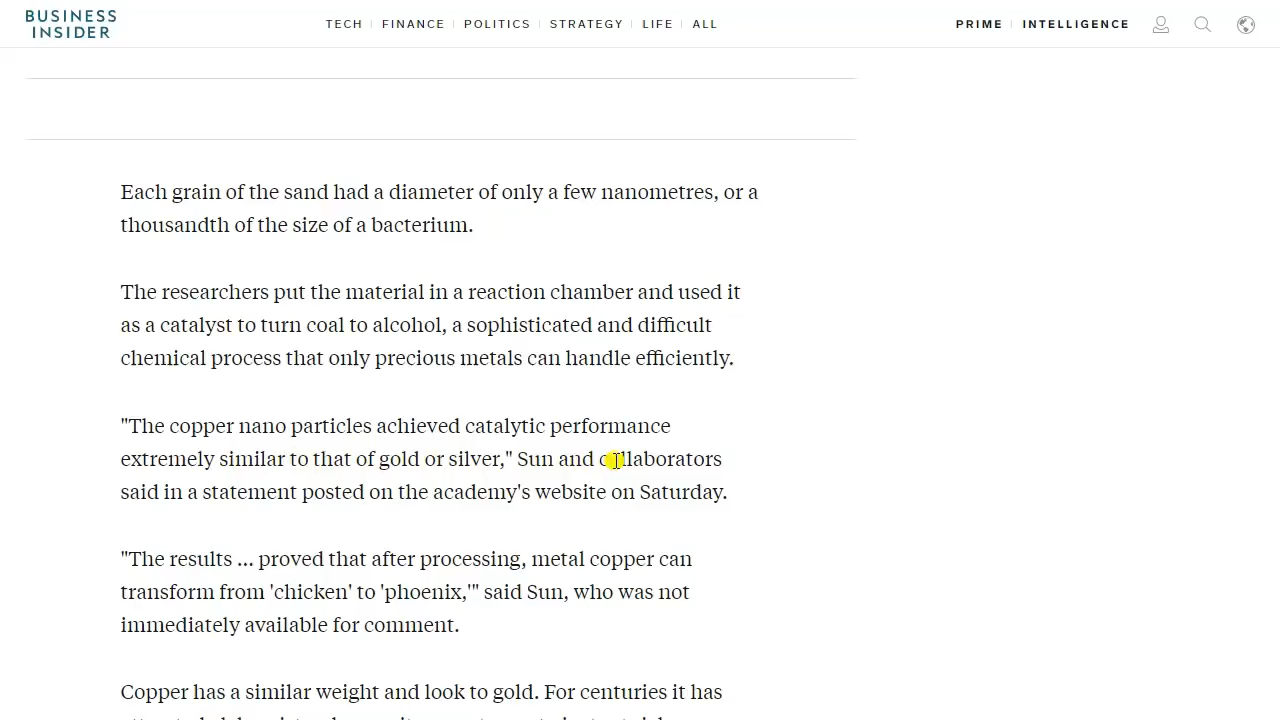 BUSINESS
INSIDER
TECH FINANCE POLITICS STRATEGY LIFE ALL
PRIME INTELLIGENCE
Each grain of the sand had a diameter of only a few nanometres, or a
thousandth of the size of a bacterium.
The researchers put the material in a reaction chamber and used it
as a catalyst to turn coal to alcohol, a sophisticated and difficult
chemical process that only precious metals can handle efficiently.
"The copper nano particles achieved catalytic performance
extremely similar to that of gold or silver," Sun and collaborators
said in a statement posted on the academy's website on Saturday.
"The results ... proved that after processing, metal copper can
transform from 'chicken' to 'phoenix,'" said Sun, who was not
immediately available for comment.
Copper has a similar weight and look to gold. For centuries it has